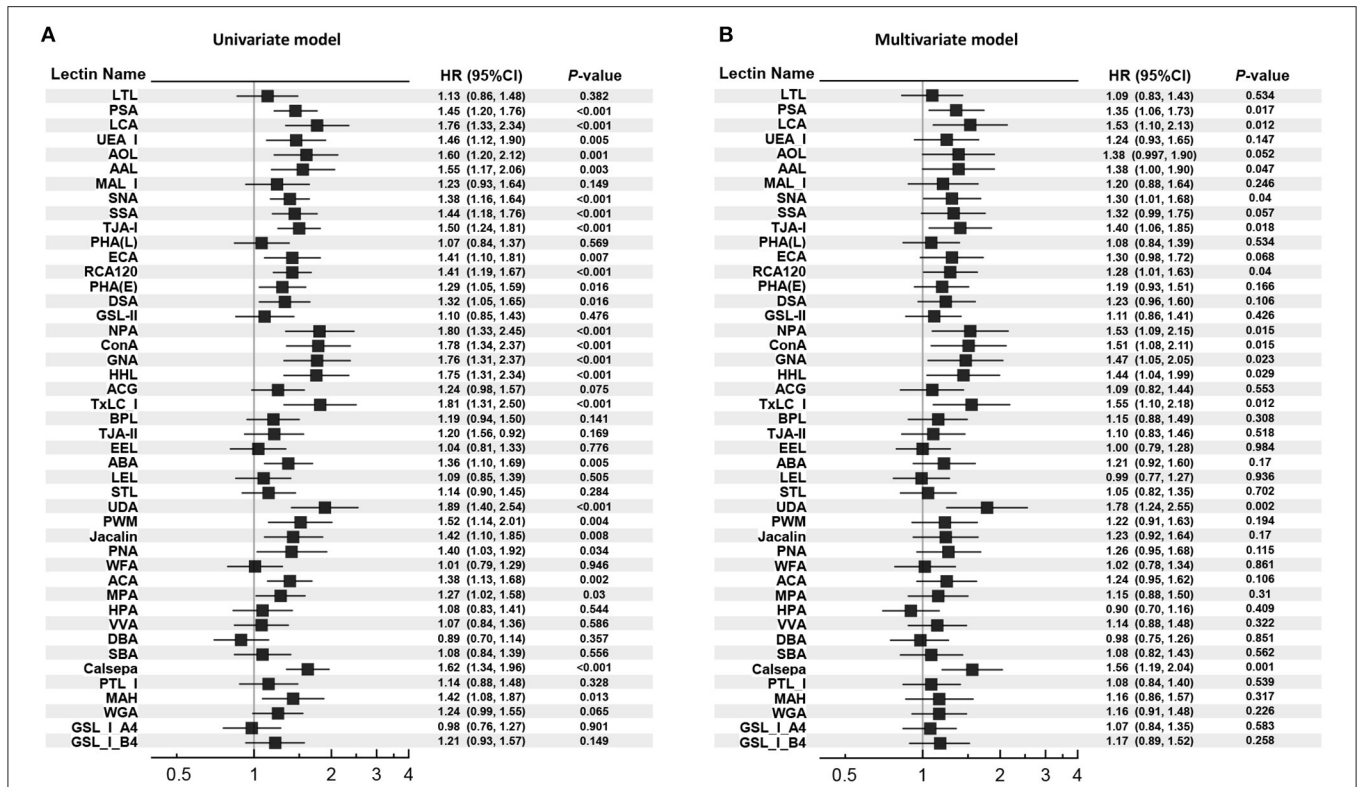 A
Univariate model
Lectin Name HR (95%CI) P-value
LTL 1.13 (0.86, 1.48) 0.382
PSA 1.45 (1.20, 1.76) <0.001
LCA 1.76 (1.33, 2.34) <0.001
UEA_I 1.46 (1.12, 1.90) 0.005
AOL 1.60 (1.20, 2.12) 0.001
AAL 1.55 (1.17, 2.06) 0.003
MAL_I 1.23 (0.93, 1.64) 0.149
SNA 1.38 (1.16, 1.64) <0.001
SSA 1.44 (1.18, 1.76) <0.001
TJA-I 1.50 (1.24, 1.81) <0.001
PHA(L) 1.07 (0.84, 1.37) 0.569
ECA 1.41 (1.10, 1.81) 0.007
RCA120 1.41 (1.19, 1.67) <0.001
PHA(E) 1.29 (1.05, 1.59) 0.016
DSA 1.32 (1.05, 1.65) 0.016
GSL-II 1.10 (0.85, 1.43) 0.476
NPA 1.80 (1.33, 2.45) <0.001
ConA 1.78 (1.34, 2.37) <0.001
GNA 1.76 (1.31, 2.37) <0.001
HHL 1.75 (1.31, 2.34) <0.001
ACG 1.24 (0.98, 1.57) 0.075
TxLC_I 1.81 (1.31, 2.50) <0.001
BPL 1.19 (0.94, 1.50) 0.141
TJA-II 1.20 (1.56, 0.92) 0.169
EEL 1.04 (0.81, 1.33) 0.776
ABA 1.36 (1.10, 1.69) 0.005
LEL 1.09 (0.85, 1.39) 0.505
STL 1.14 (0.90, 1.45) 0.284
UDA 1.89 (1.40, 2.54) <0.001
PWM 1.52 (1.14, 2.01) 0.004
Jacalin 1.42 (1.10, 1.85) 0.008
PNA 1.40 (1.03, 1.92) 0.034
WFA 1.01 (0.79, 1.29) 0.946
ACA 1.38 (1.13, 1.68) 0.002
MPA 1.27 (1.02, 1.58) 0.03
HPA 1.08 (0.83, 1.41) 0.544
VVA 1.07 (0.84, 1.36) 0.586
DBA 0.89 (0.70, 1.14) 0.357
SBA 1.08 (0.84, 1.39) 0.556
Calsepa 1.62 (1.34, 1.96) <0.001
PTL_I 1.14 (0.88, 1.48) 0.328
MAH 1.42 (1.08, 1.87) 0.013
WGA 1.24 (0.99, 1.55) 0.065
GSL_I_A4 0.98 (0.76, 1.27) 0.901
GSL_I_B4 1.21 (0.93, 1.57) 0.149
0.5 1 2 3 4
B
Multivariate model
Lectin Name HR (95%CI) P-value
LTL 1.09 (0.83, 1.43) 0.534
PSA 1.35 (1.06, 1.73) 0.017
LCA 1.53 (1.10, 2.13) 0.012
UEA_I 1.24 (0.93, 1.65) 0.147
AOL 1.38 (0.997, 1.90) 0.052
AAL 1.38 (1.00, 1.90) 0.047
MAL_I 1.20 (0.88, 1.64) 0.246
SNA 1.30 (1.01, 1.68) 0.04
SSA 1.32 (0.99, 1.75) 0.057
TJA-I 1.40 (1.06, 1.85) 0.018
PHA(L) 1.08 (0.84, 1.39) 0.534
ECA 1.30 (0.98, 1.72) 0.068
RCA120 1.28 (1.01, 1.63) 0.04
PHA(E) 1.19 (0.93, 1.51) 0.166
DSA 1.23 (0.96, 1.60) 0.106
GSL-II 1.11 (0.86, 1.41) 0.426
NPA 1.53 (1.09, 2.15) 0.015
ConA 1.51 (1.08, 2.11) 0.015
GNA 1.47 (1.05, 2.05) 0.023
HHL 1.44 (1.04, 1.99) 0.029
ACG 1.09 (0.82, 1.44) 0.553
TxLC_I 1.55 (1.10, 2.18) 0.012
BPL 1.15 (0.88, 1.49) 0.308
TJA-II 1.10 (0.83, 1.46) 0.518
EEL 1.00 (0.79, 1.28) 0.984
ABA 1.21 (0.92, 1.60) 0.17
LEL 0.99 (0.77, 1.27) 0.936
STL 1.05 (0.82, 1.35) 0.702
UDA 1.78 (1.24, 2.55) 0.002
PWM 1.22 (0.91, 1.63) 0.194
Jacalin 1.23 (0.92, 1.64) 0.17
PNA 1.26 (0.95, 1.68) 0.115
WFA 1.02 (0.78, 1.34) 0.861
ACA 1.24 (0.95, 1.62) 0.106
MPA 1.15 (0.88, 1.50) 0.31
HPA 0.90 (0.70, 1.16) 0.409
VVA 1.14 (0.88, 1.48) 0.322
DBA 0.98 (0.75, 1.26) 0.851
SBA 1.08 (0.82, 1.43) 0.562
Calsepa 1.56 (1.19, 2.04) 0.001
PTL_I 1.08 (0.84, 1.40) 0.539
MAH 1.16 (0.86, 1.57) 0.317
WGA 1.16 (0.91, 1.48) 0.226
GSL_I_A4 1.07 (0.84, 1.35) 0.583
GSL_I_B4 1.17 (0.89, 1.52) 0.258
0.5 1 2 3 4